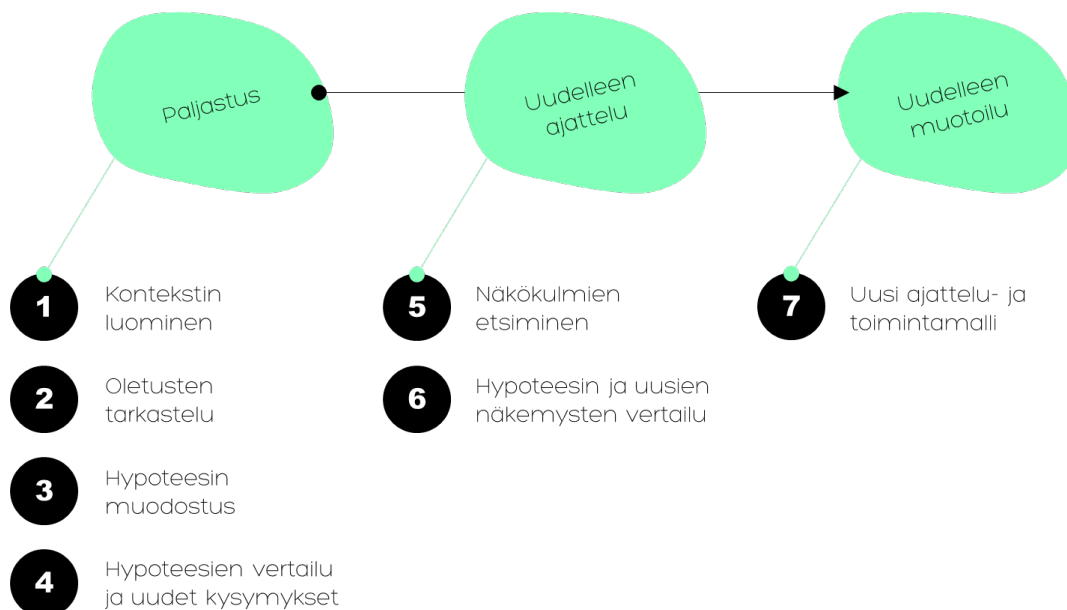 Paljastus
Uudelleen
ajattelu
Uudelleen
muotoilu
1
Kontekstin
luominen
2
Oletusten
tarkastelu
3
Hypoteesin
muodostus
4
Hypoteesien vertailu
ja uudet kysymykset
5
Näkökulmien
etsiminen
6
Hypoteesin ja uusien
näkemysten vertailu
7
Uusi ajattelu- ja
toimintamalli